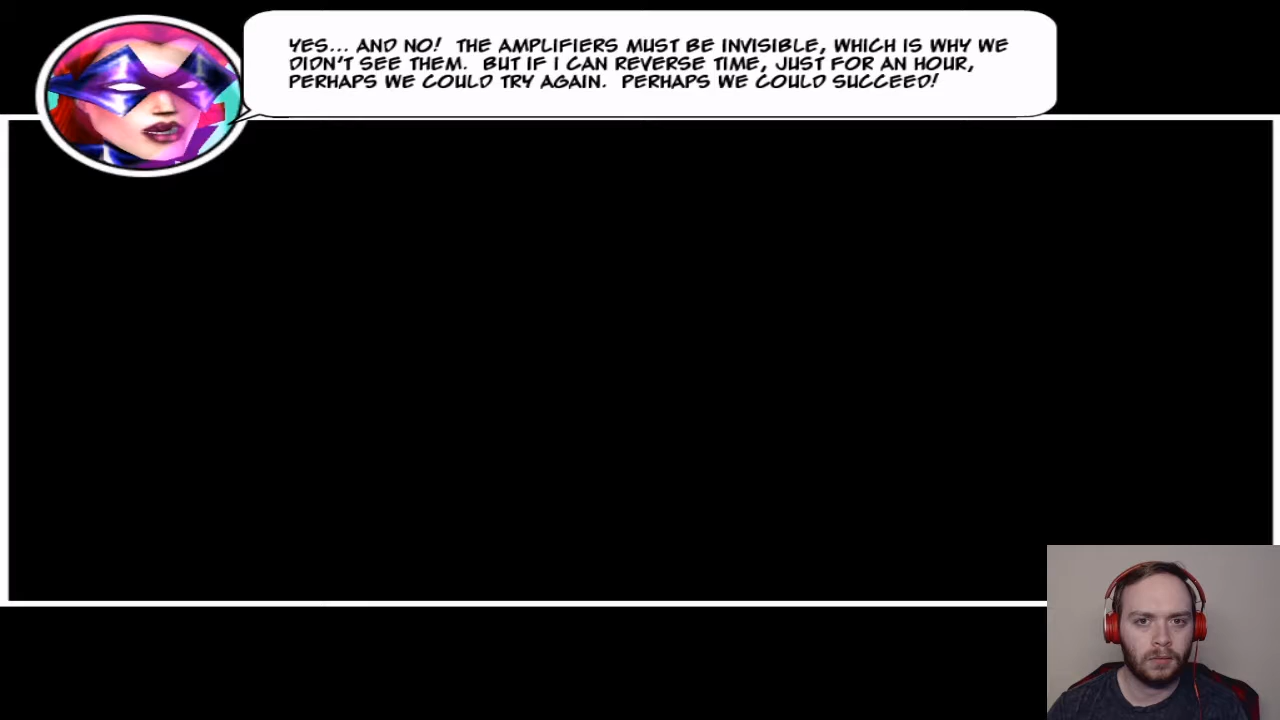 YES... AND NO!  THE AMPLIFIERS MUST BE INVISIBLE, WHICH IS WHY WE
DIDN'T SEE THEM.  BUT IF I CAN REVERSE TIME, JUST FOR AN HOUR,
PERHAPS WE COULD TRY AGAIN.  PERHAPS WE COULD SUCCEED!